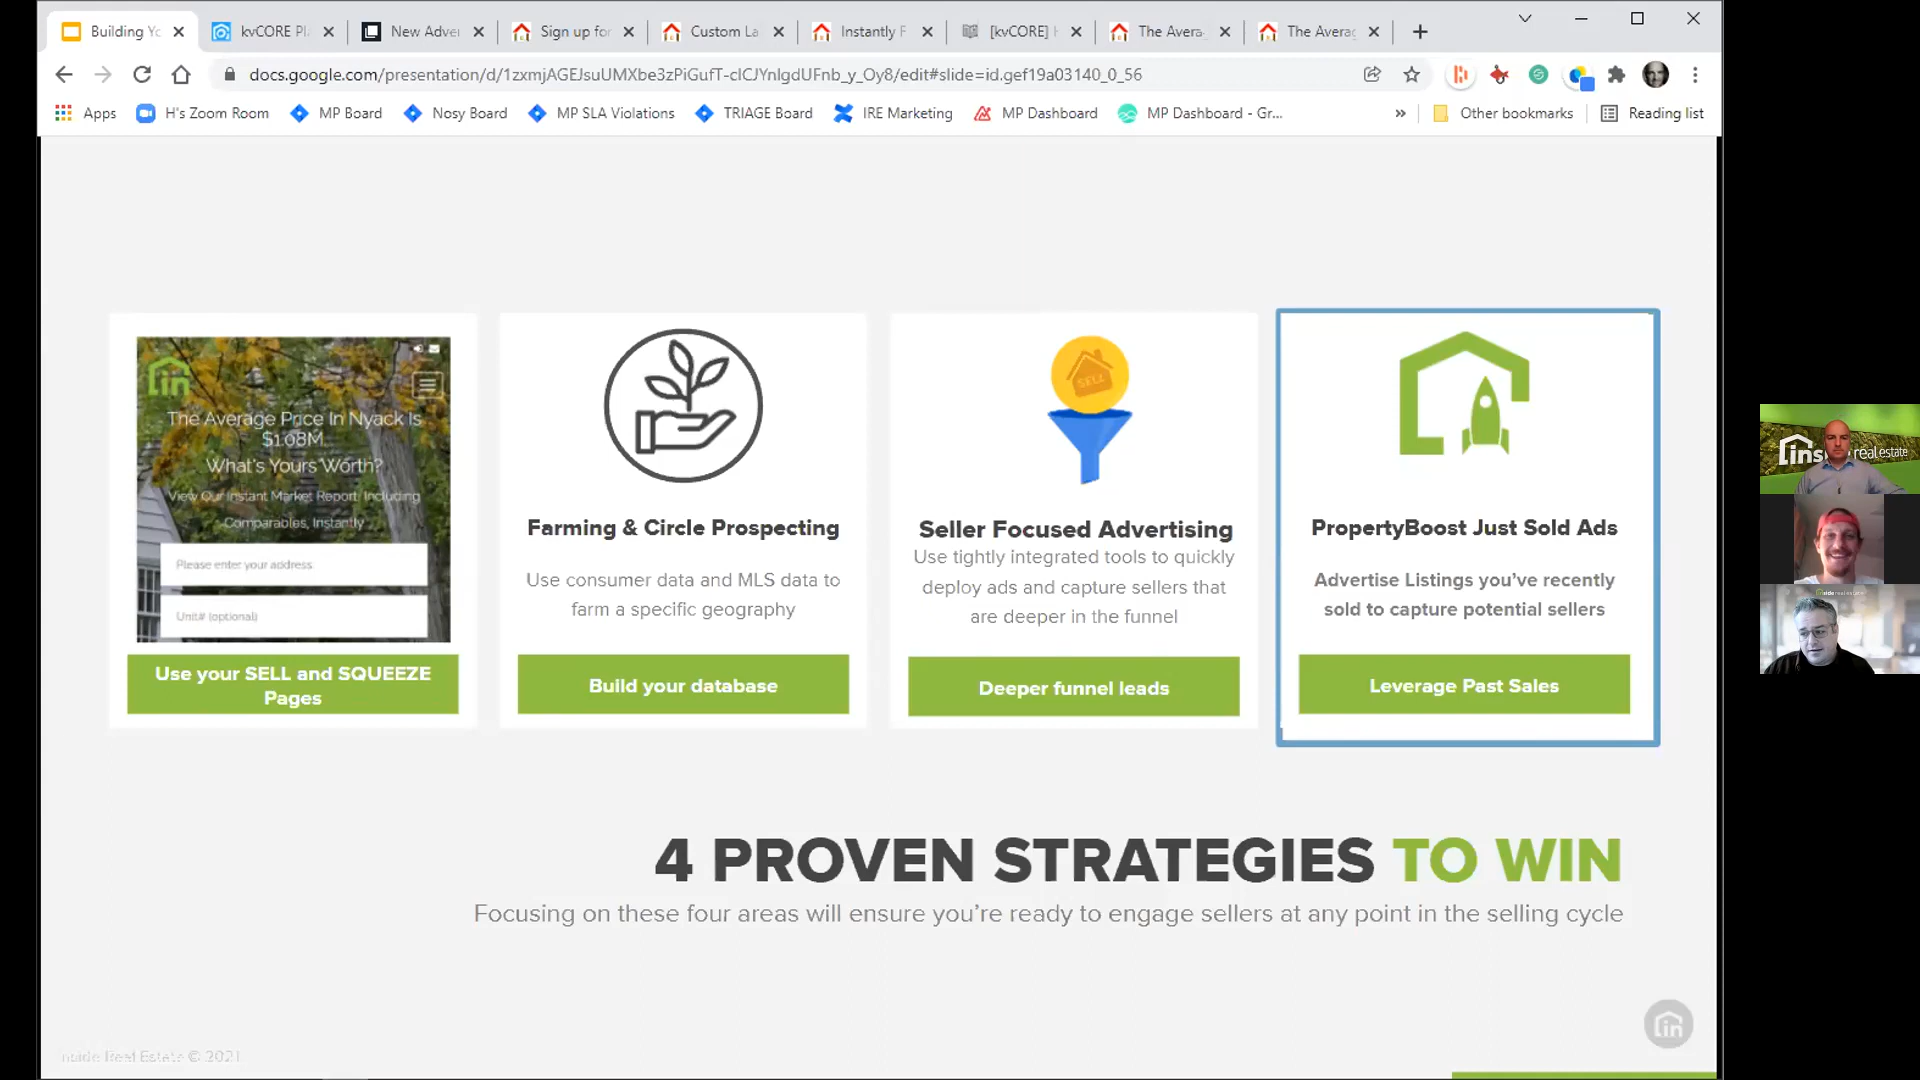 Building Yo
kvCORE Pl
New Adver
Sign up for
Custom La
Instantly F
[kvCORE]
The Avera
The Averag
docs.google.com/presentation/d/1zxmjAGEJsuUMXbe3zPiGufT-cICJYnlgdUFnb_y_Oy8/edit#slide=id.gef19a03140_0_56
Apps
H's Zoom Room
MP Board
Nosy Board
MP SLA Violations
TRIAGE Board
IRE Marketing
MP Dashboard
MP Dashboard - Gr...
»
Other bookmarks
Reading list
in
The Average Price In Nyack Is
$1.08M.
What's Yours Worth?
View Our Instant Market Report, Including
Comparables, Instantly
Please enter your address
Unit# (optional)
Use your SELL and SQUEEZE
Pages
Farming & Circle Prospecting
Use consumer data and MLS data to
farm a specific geography
Build your database
SELL
Seller Focused Advertising
Use tightly integrated tools to quickly
deploy ads and capture sellers that
are deeper in the funnel
Deeper funnel leads
PropertyBoost Just Sold Ads
Advertise Listings you've recently
sold to capture potential sellers
Leverage Past Sales
4 PROVEN STRATEGIES TO WIN
Focusing on these four areas will ensure you're ready to engage sellers at any point in the selling cycle
in
nside Real Estate © 2021
ins real estate